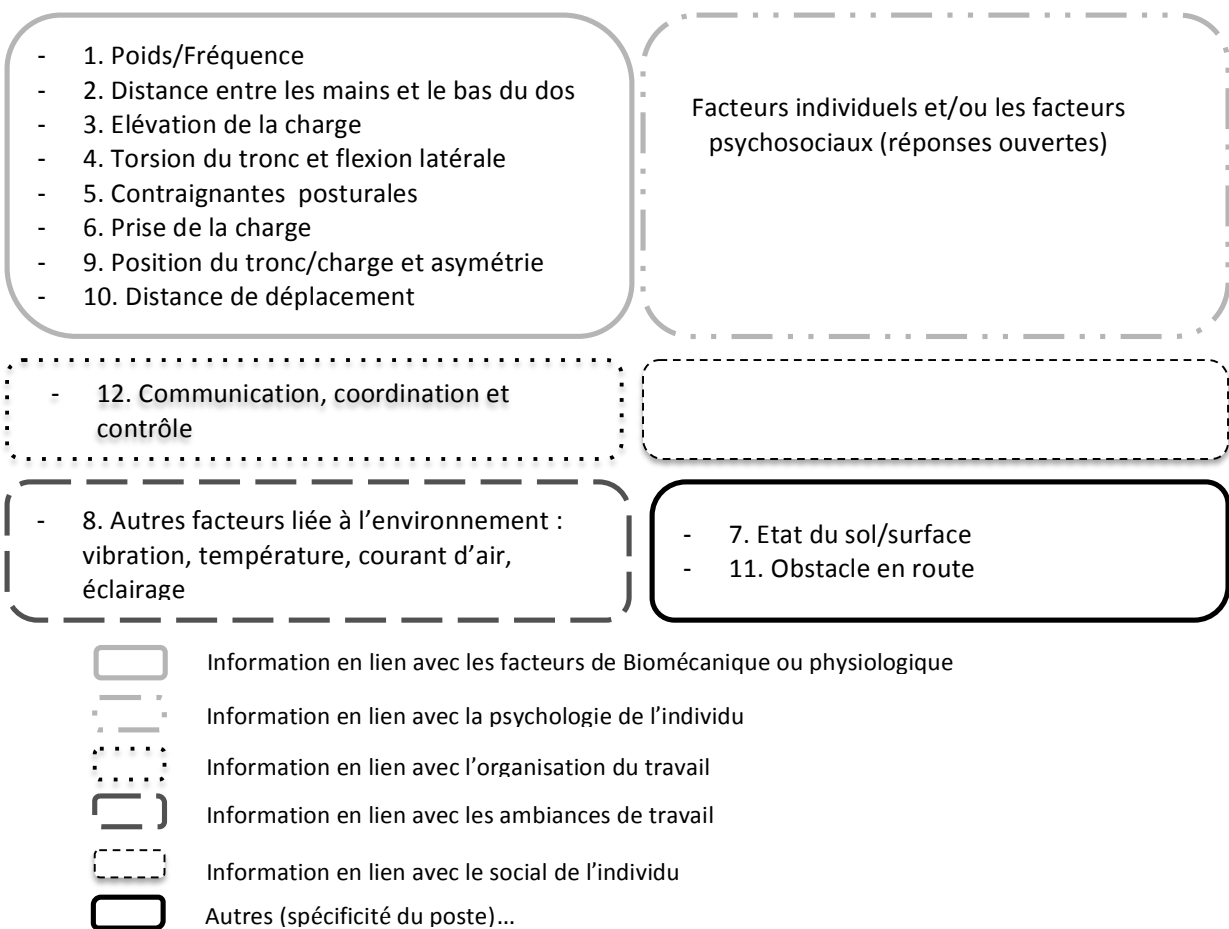 - 1. Poids/Fréquence
- 2. Distance entre les mains et le bas du dos
- 3. Elévation de la charge
- 4. Torsion du tronc et flexion latérale
- 5. Contraignantes posturales
- 6. Prise de la charge
- 9. Position du tronc/charge et asymétrie
- 10. Distance de déplacement
Facteurs individuels et/ou les facteurs
psychosociaux (réponses ouvertes)
- 12. Communication, coordination et
contrôle
- 8. Autres facteurs liée à l'environnement :
vibration, température, courant d'air,
éclairage
- 7. Etat du sol/surface
- 11. Obstacle en route
Information en lien avec les facteurs de Biomécanique ou physiologique
Information en lien avec la psychologie de l'individu
Information en lien avec l'organisation du travail
Information en lien avec les ambiances de travail
Information en lien avec le social de l'individu
Autres (spécificité du poste)...